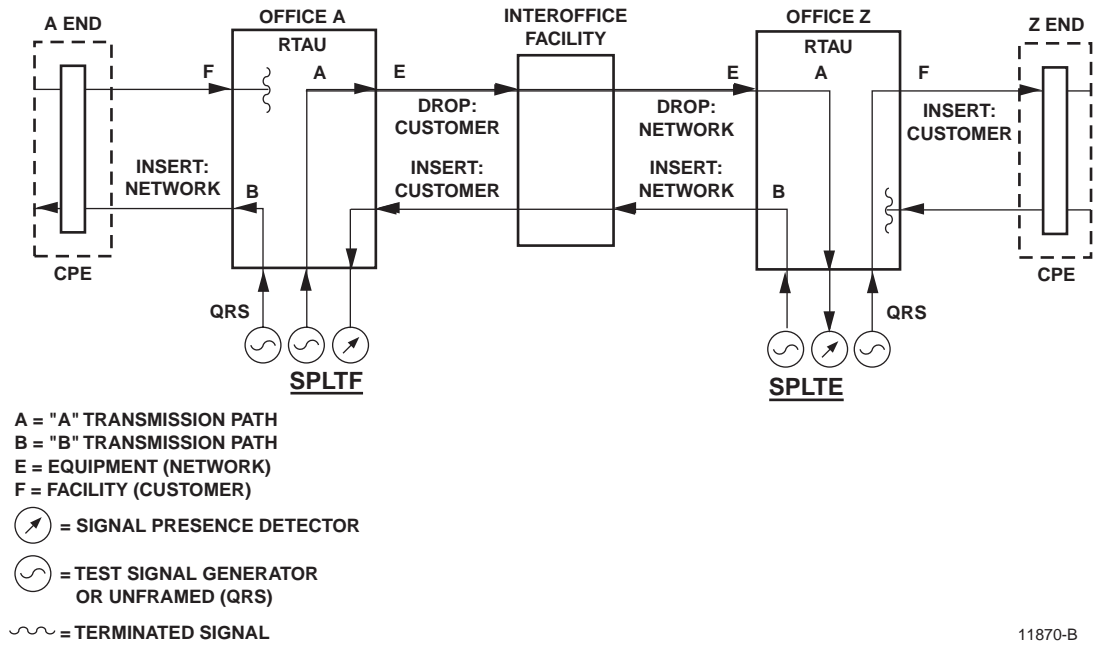 A END
OFFICE A
INTEROFFICE
FACILITY
OFFICE Z
Z END
RTAU
RTAU
F
A
E
E
A
F
DROP:
CUSTOMER
DROP:
NETWORK
INSERT:
CUSTOMER
INSERT:
NETWORK
INSERT:
CUSTOMER
INSERT:
NETWORK
B
B
CPE
CPE
QRS
QRS
SPLTF
SPLTE
A = "A" TRANSMISSION PATH
B = "B" TRANSMISSION PATH
E = EQUIPMENT (NETWORK)
F = FACILITY (CUSTOMER)
= SIGNAL PRESENCE DETECTOR
= TEST SIGNAL GENERATOR
OR UNFRAMED (QRS)
= TERMINATED SIGNAL
11870-B